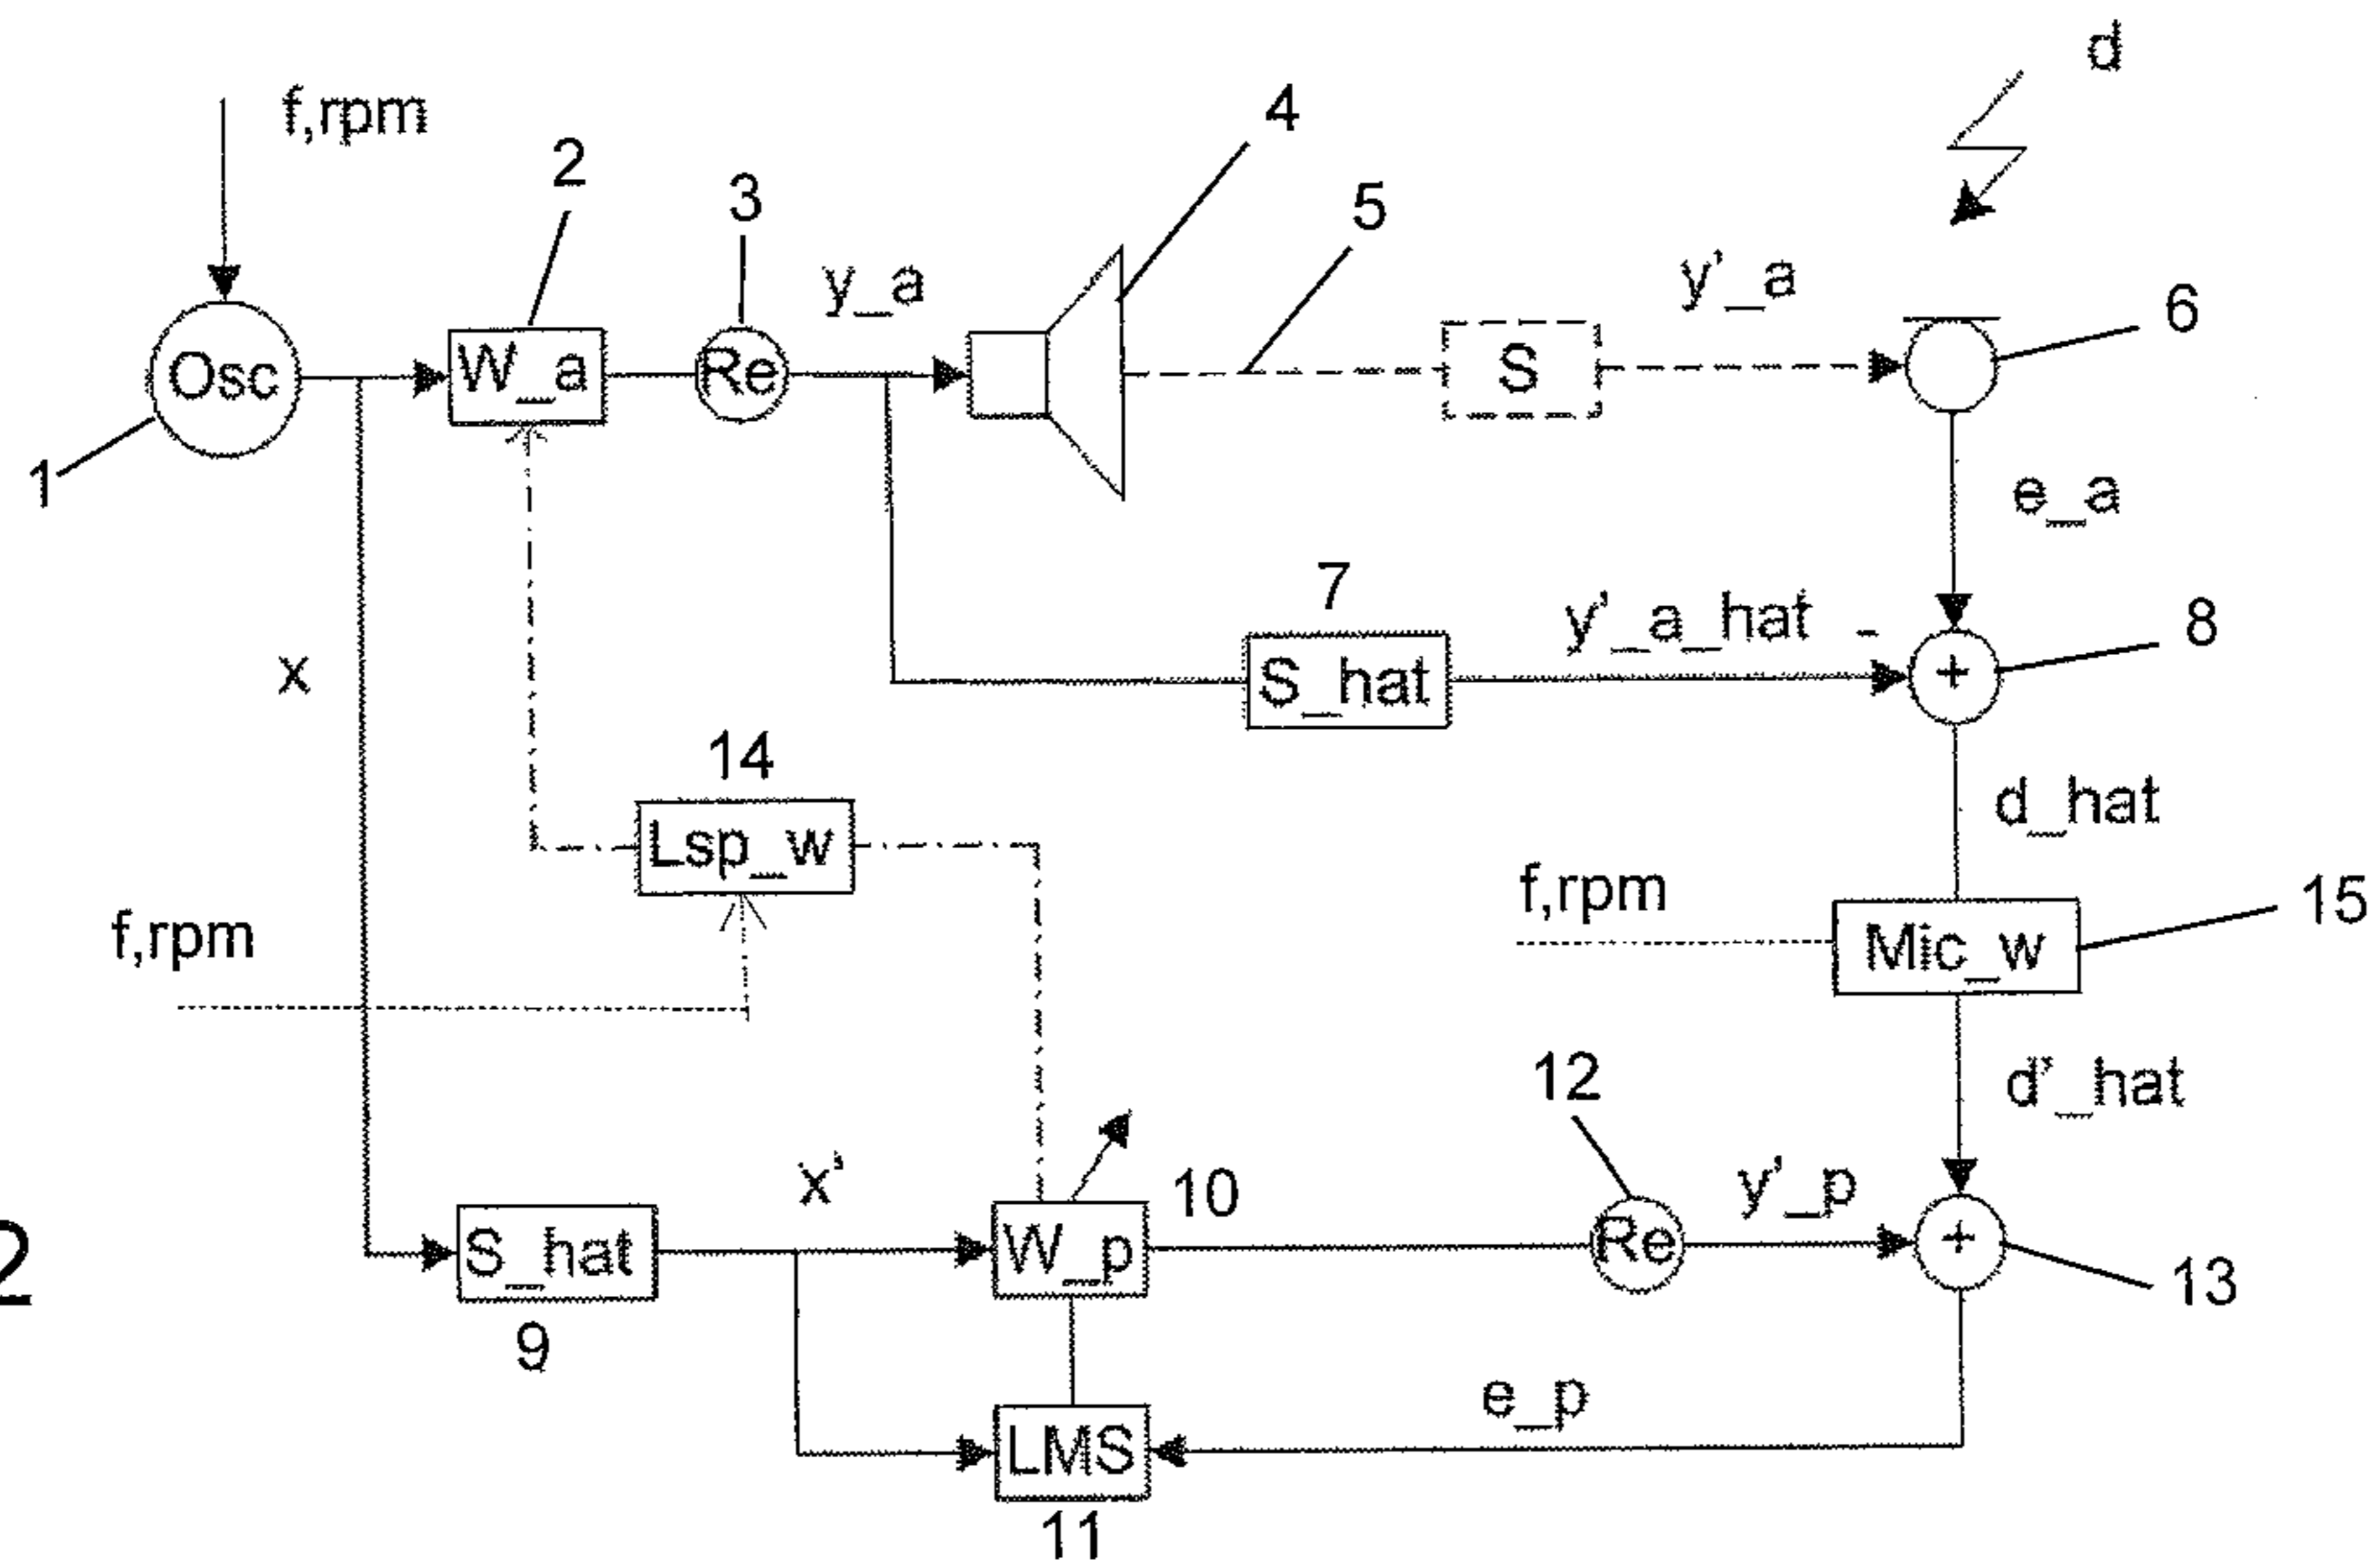 d
f,rpm
4
2
3
5
y_a
y'_a
6
Osc
W_a
Re
S
1
e_a
7
y'_a_hat -
8
x
S_hat
+
14
d_hat
Lsp_w
f,rpm
15
f,rpm
Mic_w
12
d'_hat
x'
10
y'_p
2
S_hat
W_p
Re
+
13
9
e_p
LMS
11